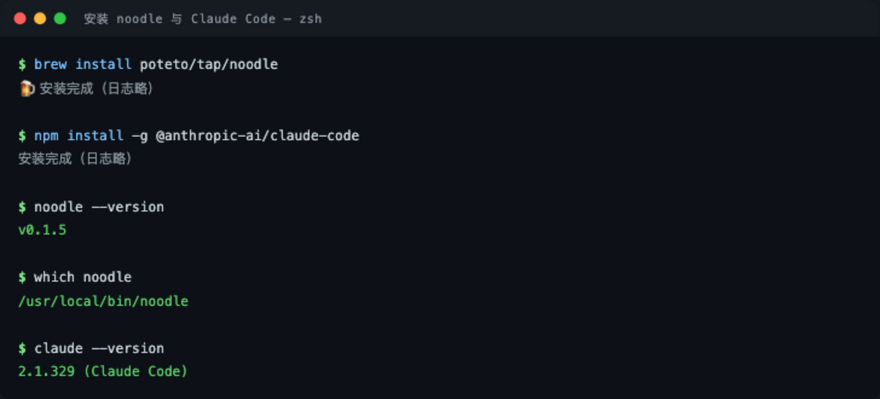 安装 noodle 与 Claude Code — zsh
$ brew install poteto/tap/noodle
🍺 安装完成（日志略）
$ npm install -g @anthropic-ai/claude-code
安装完成（日志略）
$ noodle --version
v0.1.5
$ which noodle
/usr/local/bin/noodle
$ claude --version
2.1.329 (Claude Code)